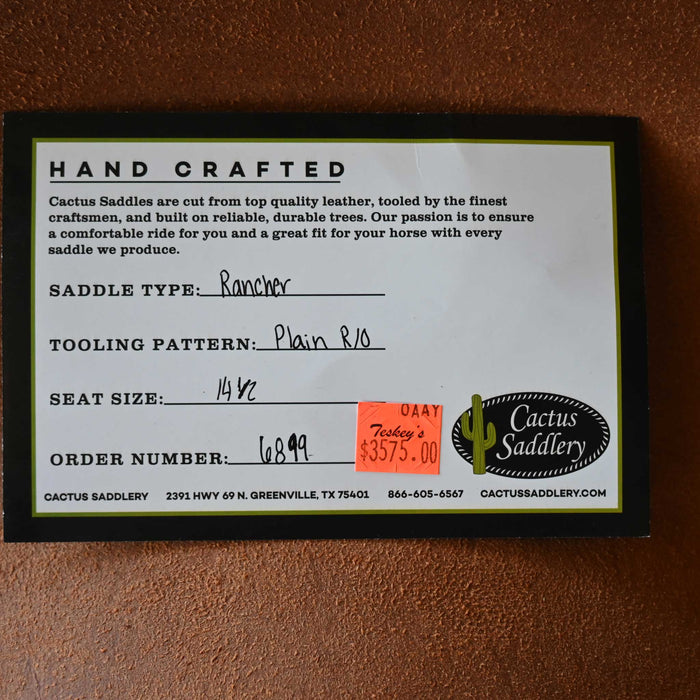 HAND CRAFTED
Cactus Saddles are cut from top quality leather, tooled by the finest
craftsmen, and built on reliable, durable trees. Our passion is to ensure
a comfortable ride for you and a great fit for your horse with every
saddle we produce.
SADDLE TYPE: Rancher
TOOLING PATTERN: Plain R/O
SEAT SIZE: 14 1/2
ORDER NUMBER: 6899
OAAY
Teskey's
$3575.00
Cactus
Saddlery
CACTUS SADDLERY 2391 HWY 69 N. GREENVILLE, TX 75401 866-605-6567 CACTUSSADDLERY.COM